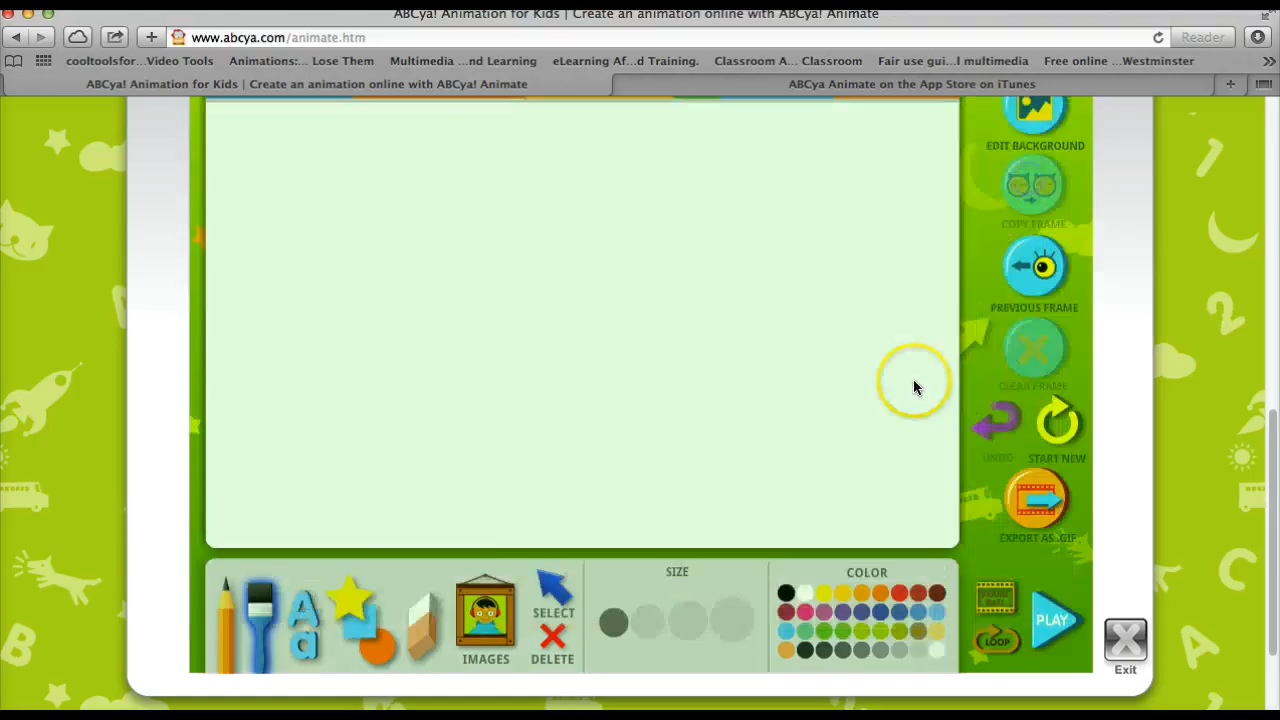 ABCya! Animation for Kids | Create an animation online with ABCya! Animate
www.abcya.com/animate.htm
Reader
cooltoolsfor...Video Tools Animations:... Lose Them Multimedia ...nd Learning eLearning Af...d Training. Classroom A... Classroom Fair use gui...l multimedia Free online ...Westminster
ABCya! Animation for Kids | Create an animation online with ABCya! Animate
ABCya Animate on the App Store on iTunes
EDIT BACKGROUND
COPY FRAME
PREVIOUS FRAME
CLEAR FRAME
UNDO START NEW
EXPORT AS .GIF
SIZE
COLOR
A
a
SELECT
DELETE
IMAGES
PLAY
LOOP
Exit